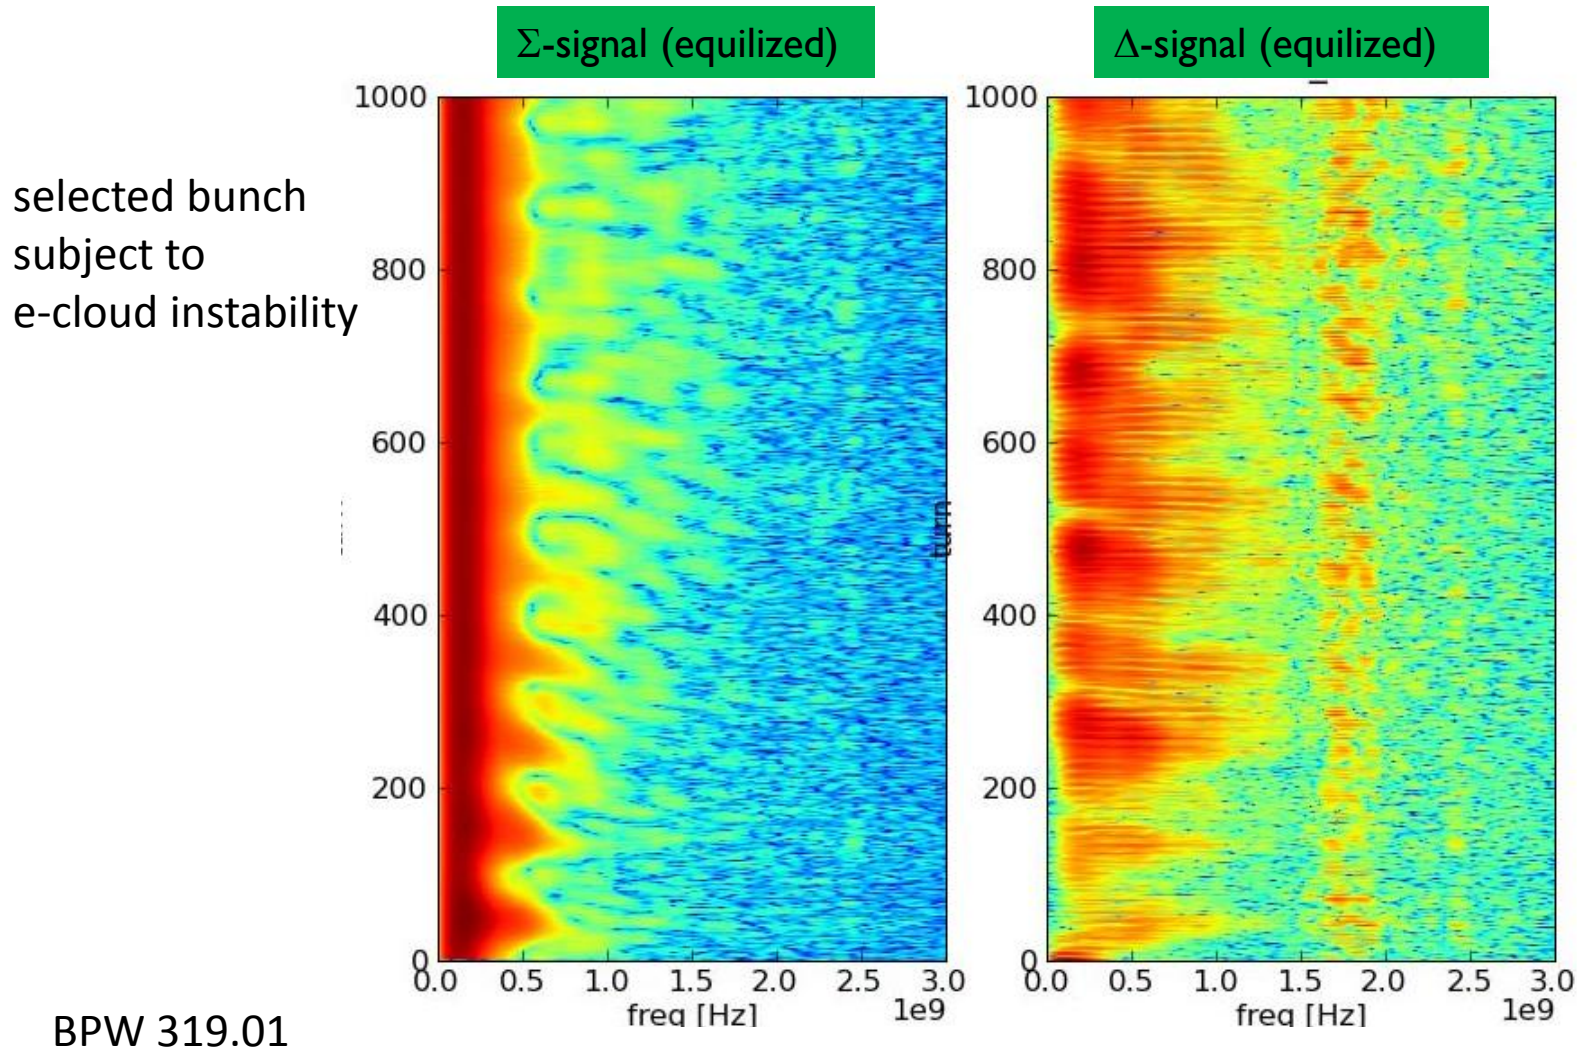 Σ-signal (equilized)
Δ-signal (equilized)
selected bunch
subject to
e-cloud instability
1000
800
600
400
200
0
0.0 0.5 1.0 1.5 2.0 2.5 3.0
freq [Hz]
1e9
turn
1000
800
600
400
200
0
0.0 0.5 1.0 1.5 2.0 2.5 3.0
freq [Hz]
1e9
BPW 319.01